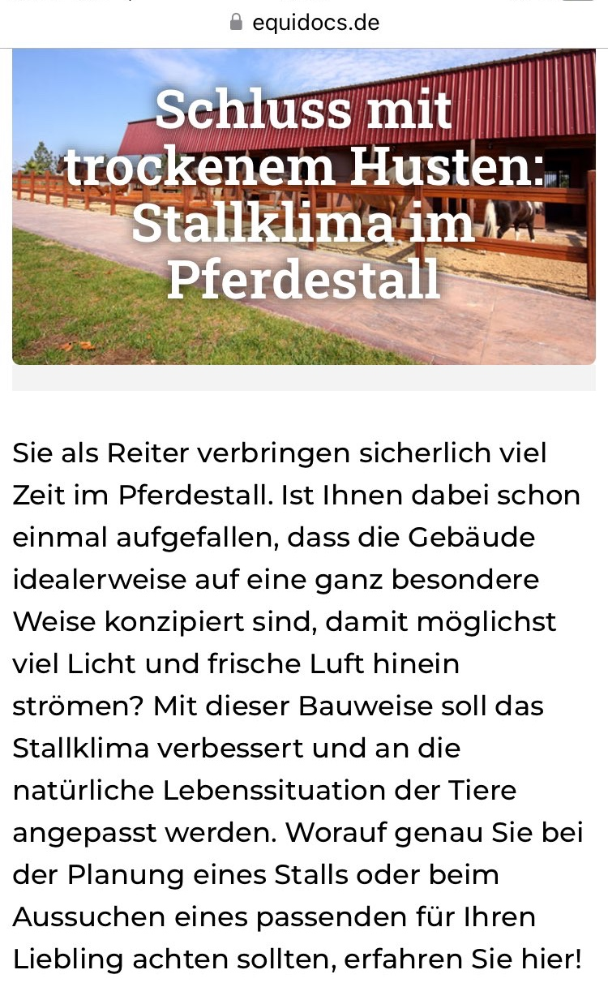 equidocs.de
Schluss mit
trockenem Husten:
Stallklima im
Pferdestall
Sie als Reiter verbringen sicherlich viel
Zeit im Pferdestall. Ist Ihnen dabei schon
einmal aufgefallen, dass die Gebäude
idealerweise auf eine ganz besondere
Weise konzipiert sind, damit möglichst
viel Licht und frische Luft hinein
strömen? Mit dieser Bauweise soll das
Stallklima verbessert und an die
natürliche Lebenssituation der Tiere
angepasst werden. Worauf genau Sie bei
der Planung eines Stalls oder beim
Aussuchen eines passenden für Ihren
Liebling achten sollten, erfahren Sie hier!